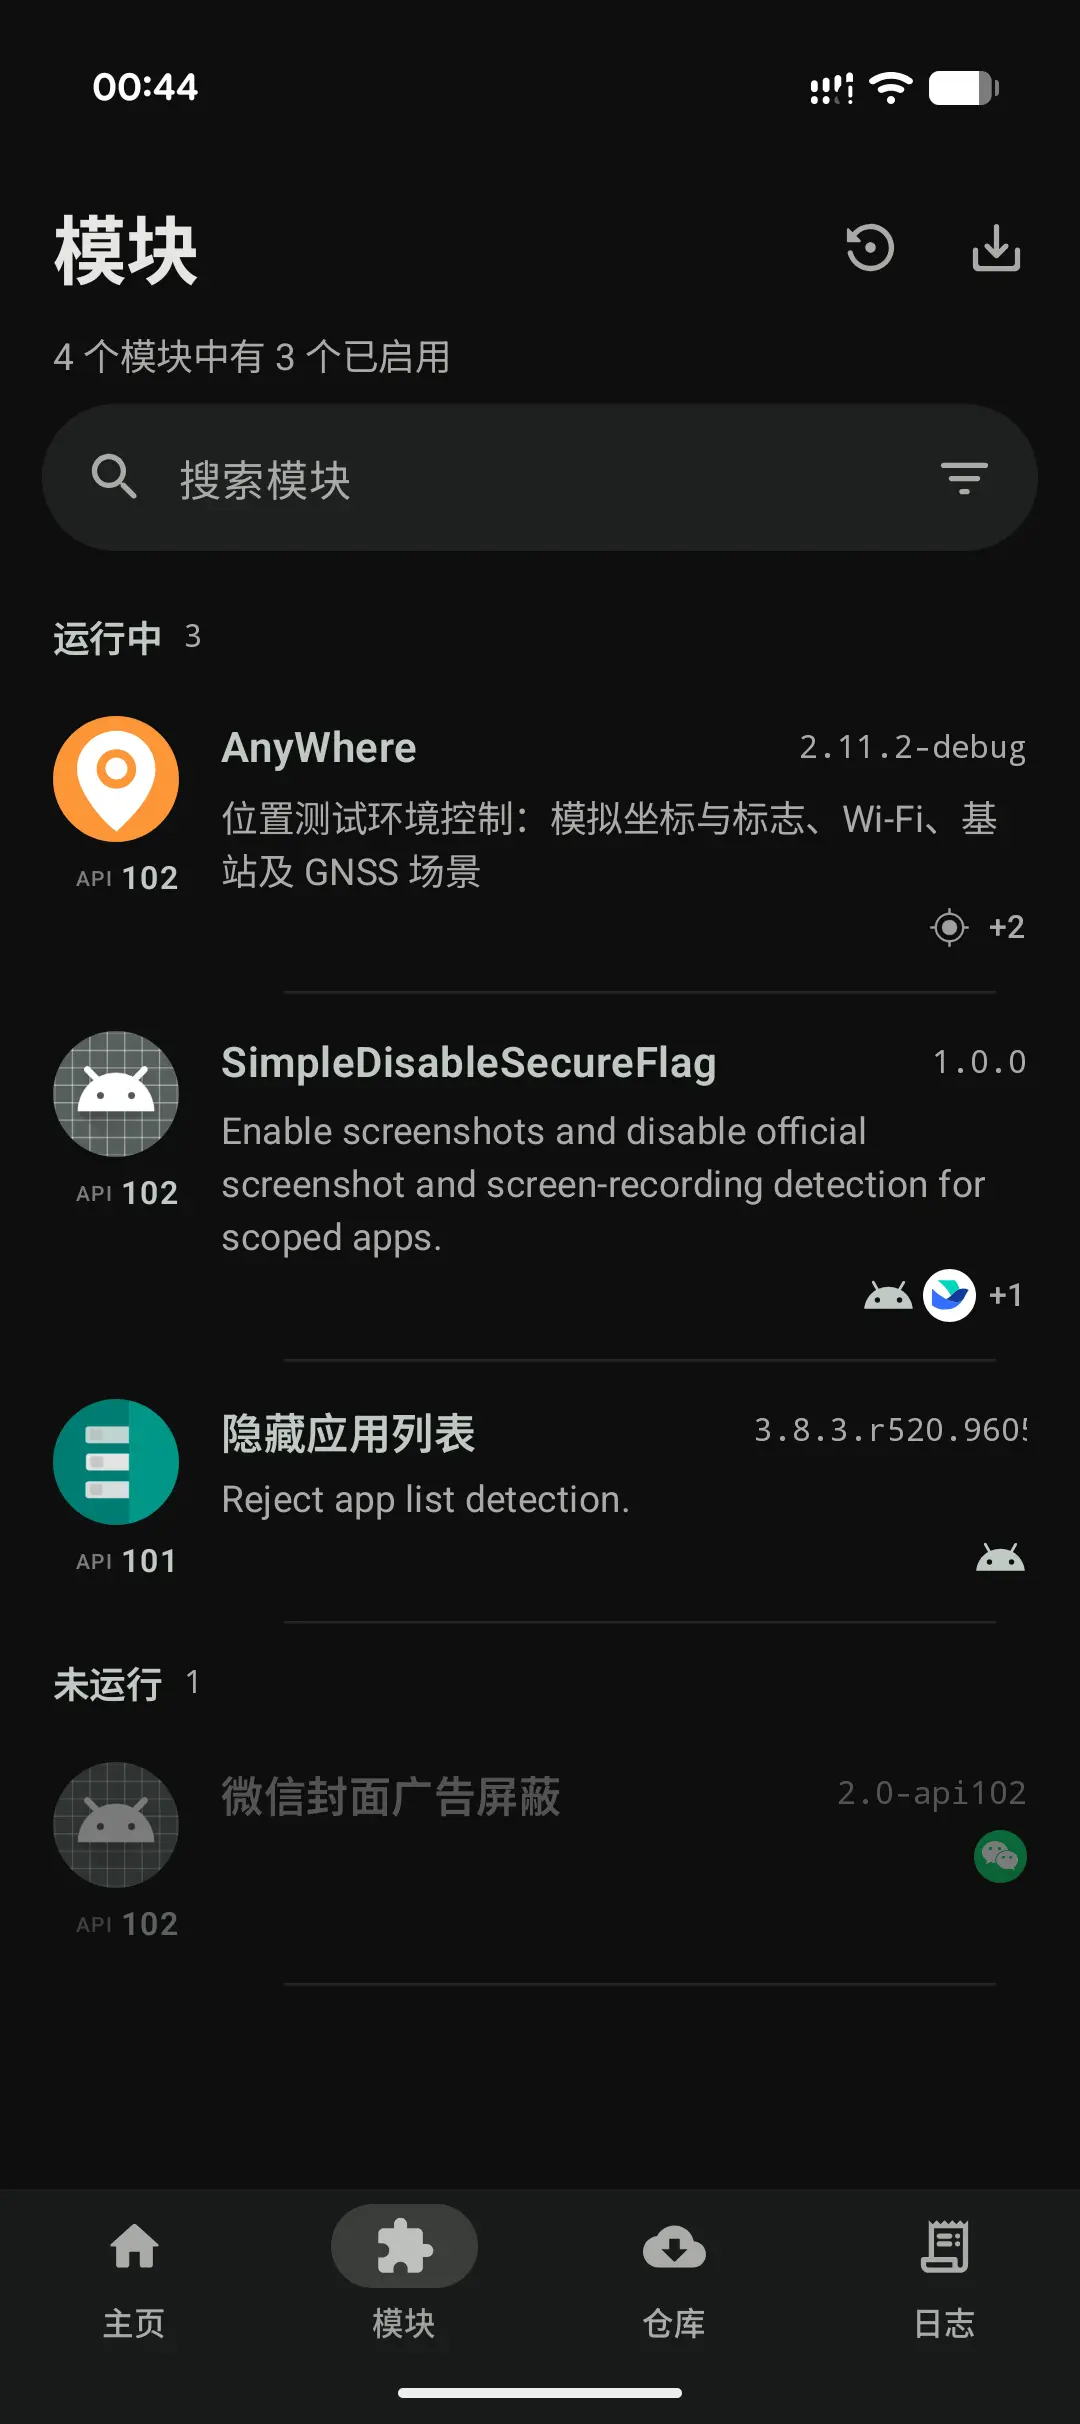 00:44
模块
4 个模块中有 3 个已启用
搜索模块
运行中 3
AnyWhere 2.11.2-debug
位置测试环境控制：模拟坐标与标志、Wi-Fi、基
站及 GNSS 场景
API 102
+2
SimpleDisableSecureFlag 1.0.0
Enable screenshots and disable official
screenshot and screen-recording detection for
scoped apps.
API 102
+1
隐藏应用列表 3.8.3.r520.9605
Reject app list detection.
API 101
未运行 1
微信封面广告屏蔽 2.0-api102
API 102
主页 模块 仓库 日志